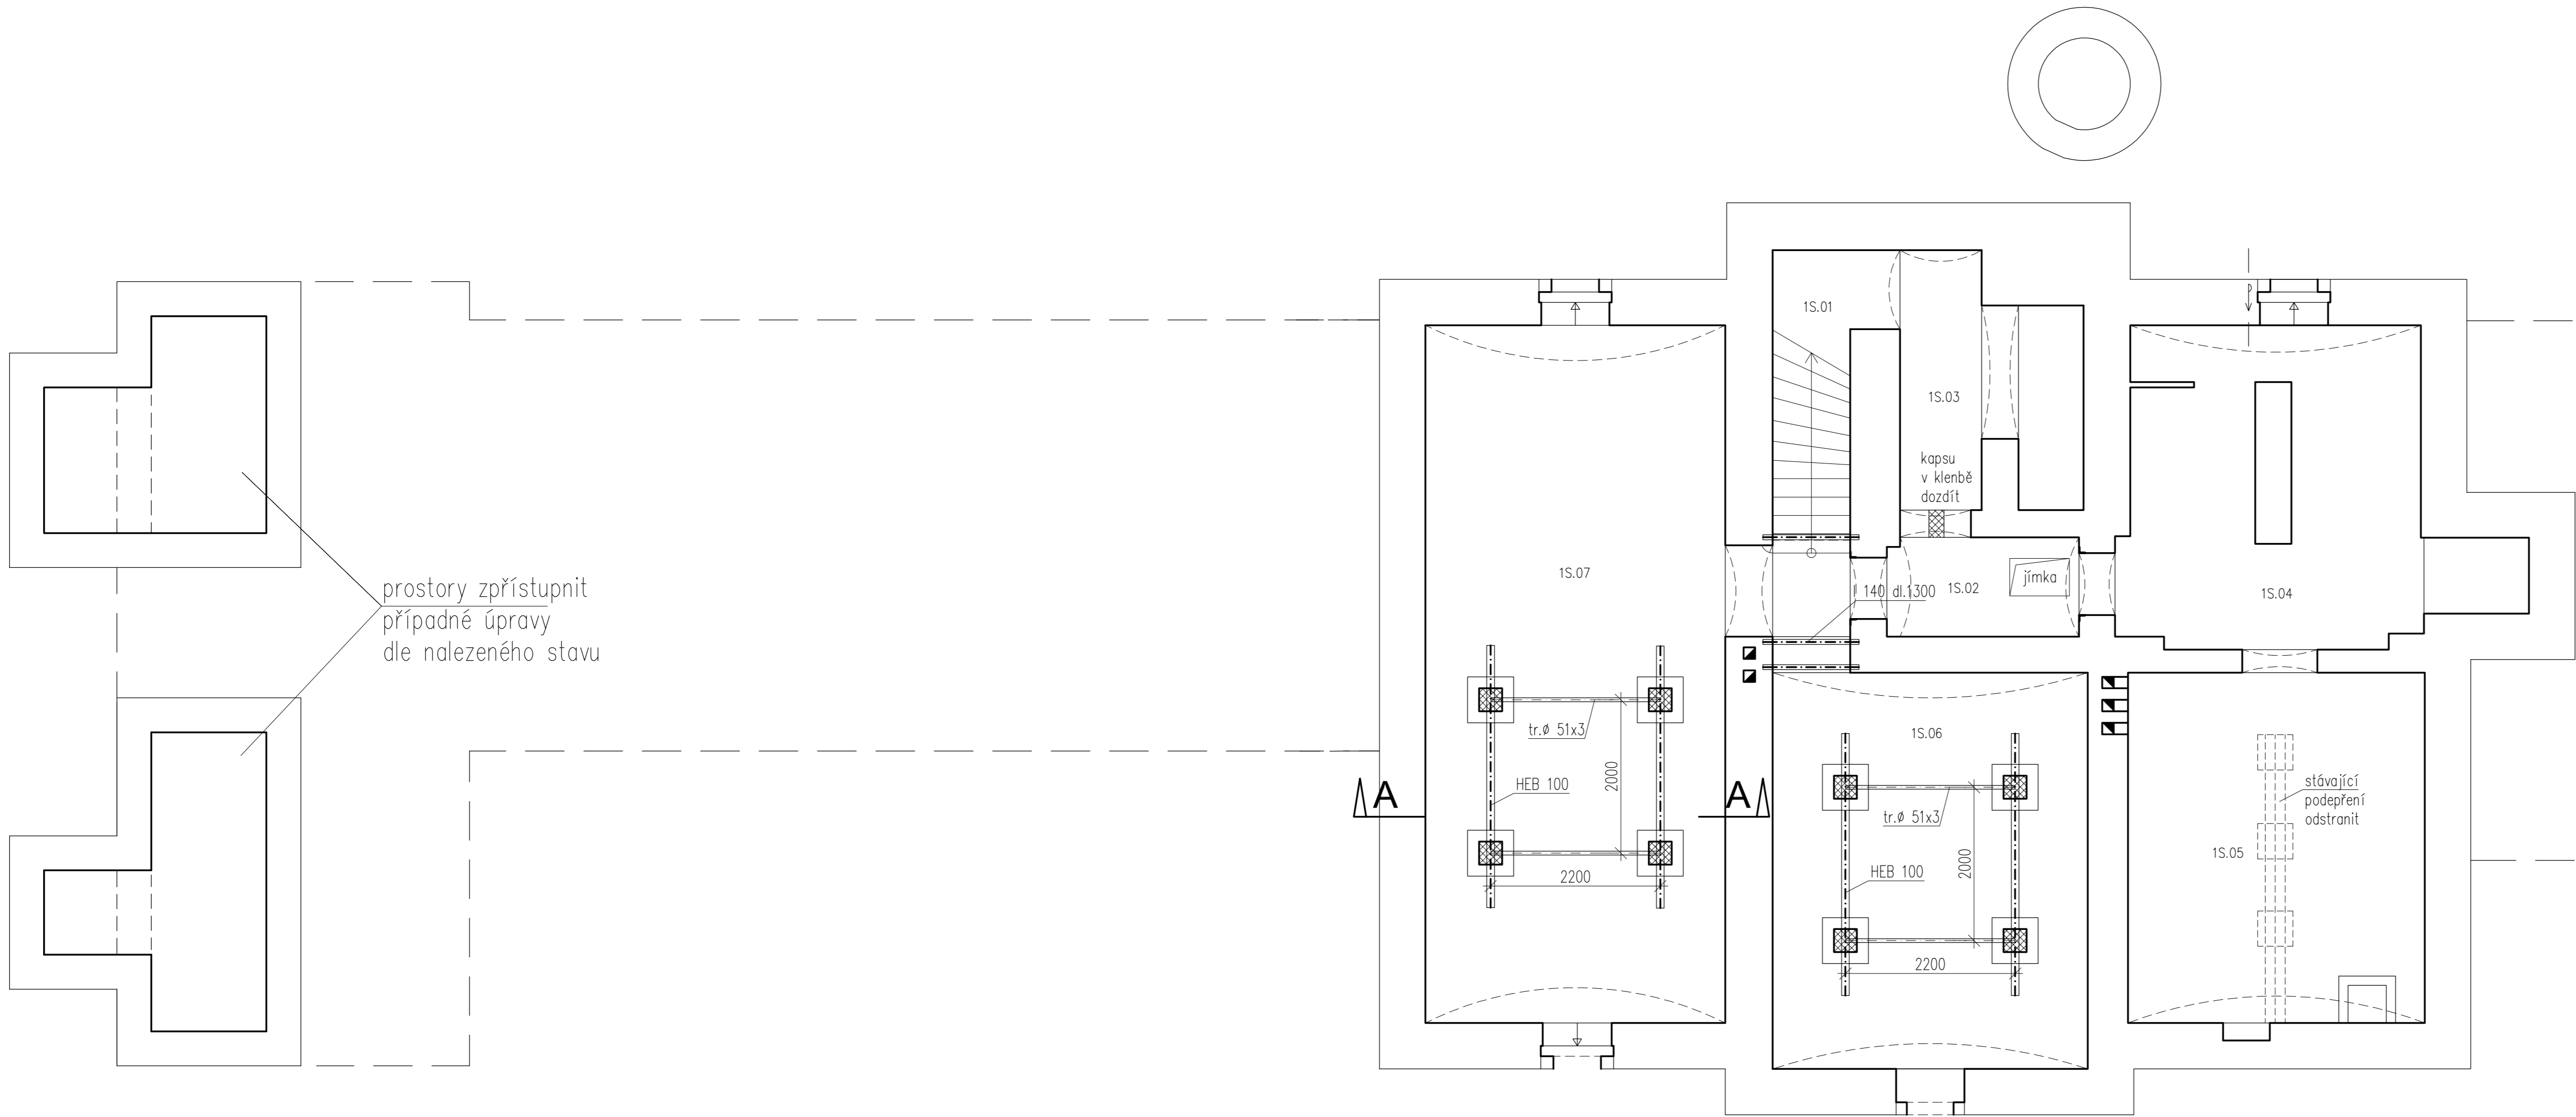 1S.01
1S.03
kapsu
v klenbě
dozdít
1S.07
140 dl.1300
1S.02
jímka
1S.04
prostory zpřístupnit
případné úpravy
dle nalezeného stavu
tr.ø 51x3
HEB 100
2000
2200
A
A
1S.06
tr.ø 51x3
HEB 100
2000
2200
stávající
podepření
odstranit
1S.05
P